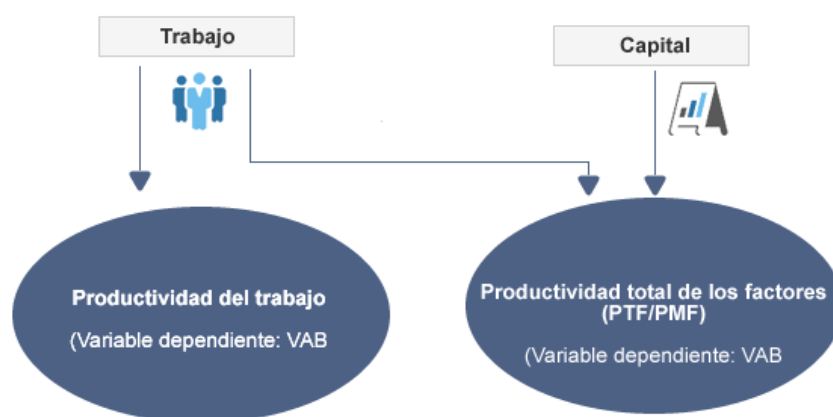 Trabajo
Capital
Productividad del trabajo
(Variable dependiente: VAB
Productividad total de los factores
(PTF/PMF)
(Variable dependiente: VAB